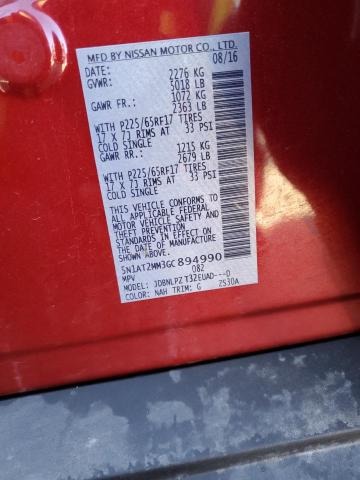 MFD BY NISSAN MOTOR CO., LTD.
DATE: 08/16
GVWR: 2276 KG
5018 LB
GAWR FR.: 1072 KG
2363 LB
WITH P225/65RF17 TIRES
17 X 7J RIMS AT 33 PSI
COLD SINGLE
GAWR RR.: 1215 KG
2679 LB
WITH P225/65RF17 TIRES
17 X 7J RIMS AT 33 PSI
COLD SINGLE
THIS VEHICLE CONFORMS TO
ALL APPLICABLE FEDERAL
MOTOR VEHICLE SAFETY AND
THEFT PREVENTION
STANDARDS IN EFFECT ON
THE DATE OF MANUFACTURE
SHOWN ABOVE.
5N1AT2MM3GC894990
MPV 082
MODEL: JDBNLPZ T32EUAD---D
COLOR: NAH TRIM: G 2S30A